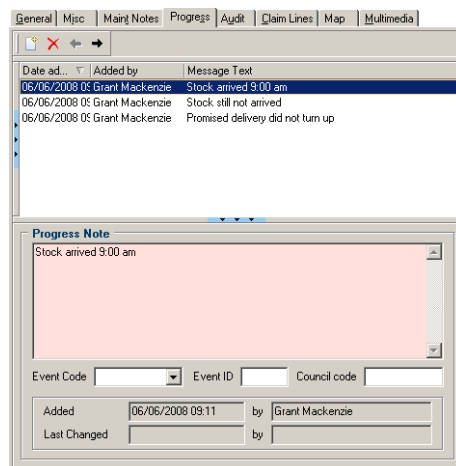 General Misc Maint Notes Progress Audit Claim Lines Map Multimedia
Date ad... Added by Message Text
06/06/2008 09 Grant Mackenzie Stock arrived 9:00 am
06/06/2008 09 Grant Mackenzie Stock still not arrived
06/06/2008 09 Grant Mackenzie Promised delivery did not turn up
Progress Note
Stock arrived 9:00 am
Event Code Event ID Council code
Added 06/06/2008 09:11 by Grant Mackenzie
Last Changed by